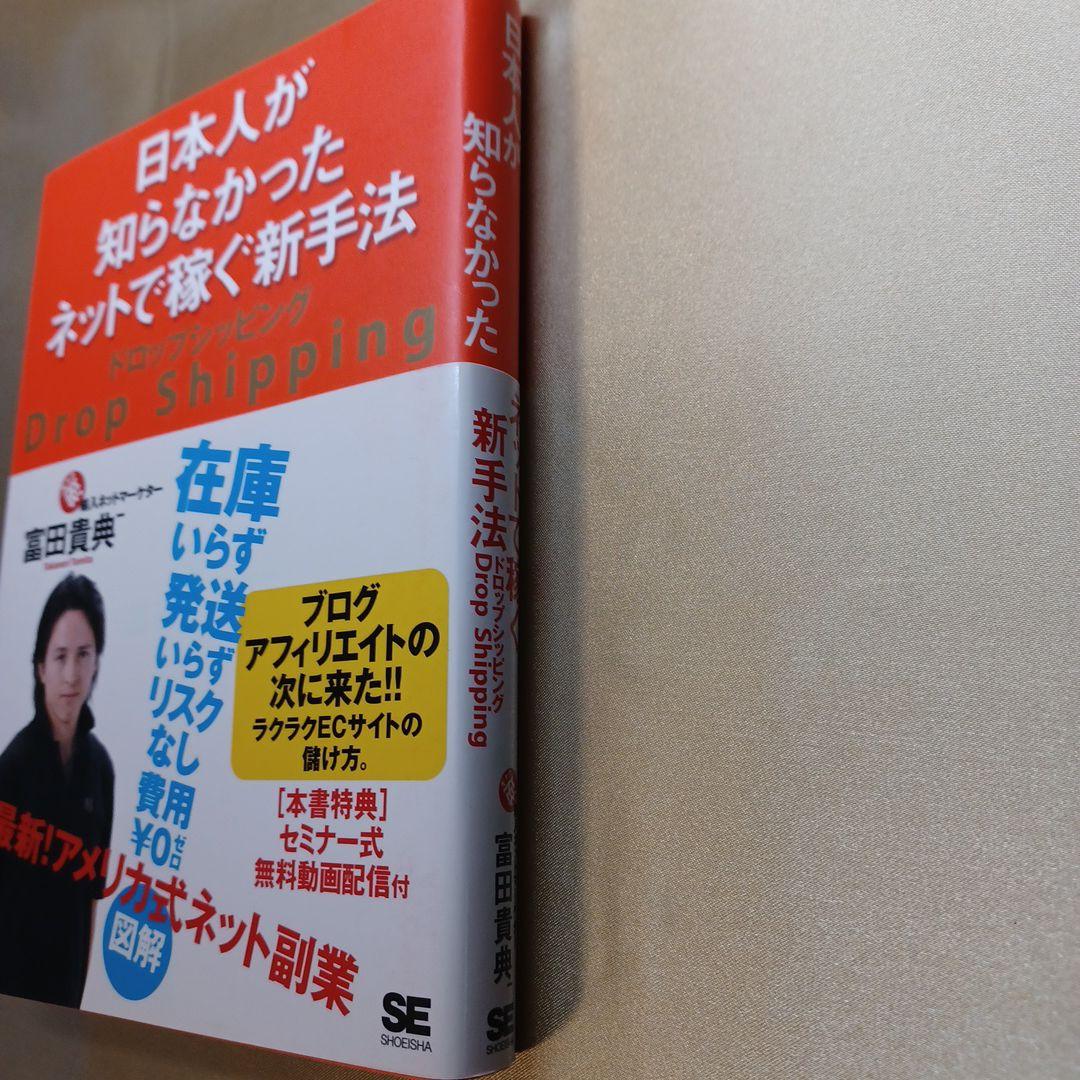 日本人が
知らなかった
ネットで稼ぐ新手法
ドロップシッピング
Drop Shipping
富田貴典
在庫
いらず
発送
いらず
リスク
なし
費用
¥0
ゼロ
ブログ
アフィリエイトの
次に来た!!
ラクラクECサイトの
儲け方。
[本書特典]
セミナー式
無料動画配信付
最新!アメリカ式ネット副業
図解
SE
SHOEISHA
日本人が
知らなかった
ネットで稼ぐ
新手法
ドロップシッピング
Drop Shipping
富田貴典
SE
SHOEISHA